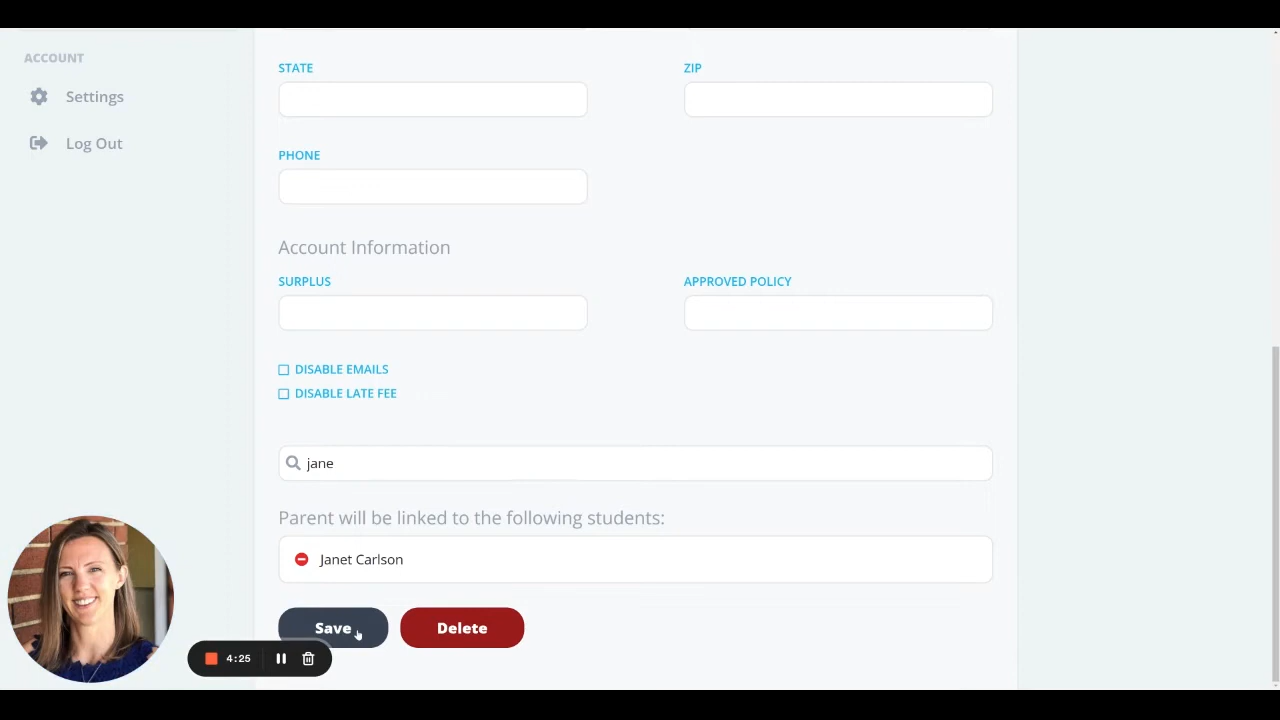 ACCOUNT
Settings
Log Out
STATE
ZIP
PHONE
Account Information
SURPLUS
APPROVED POLICY
DISABLE EMAILS
DISABLE LATE FEE
jane
Parent will be linked to the following students:
Janet Carlson
Save
Delete
4:25